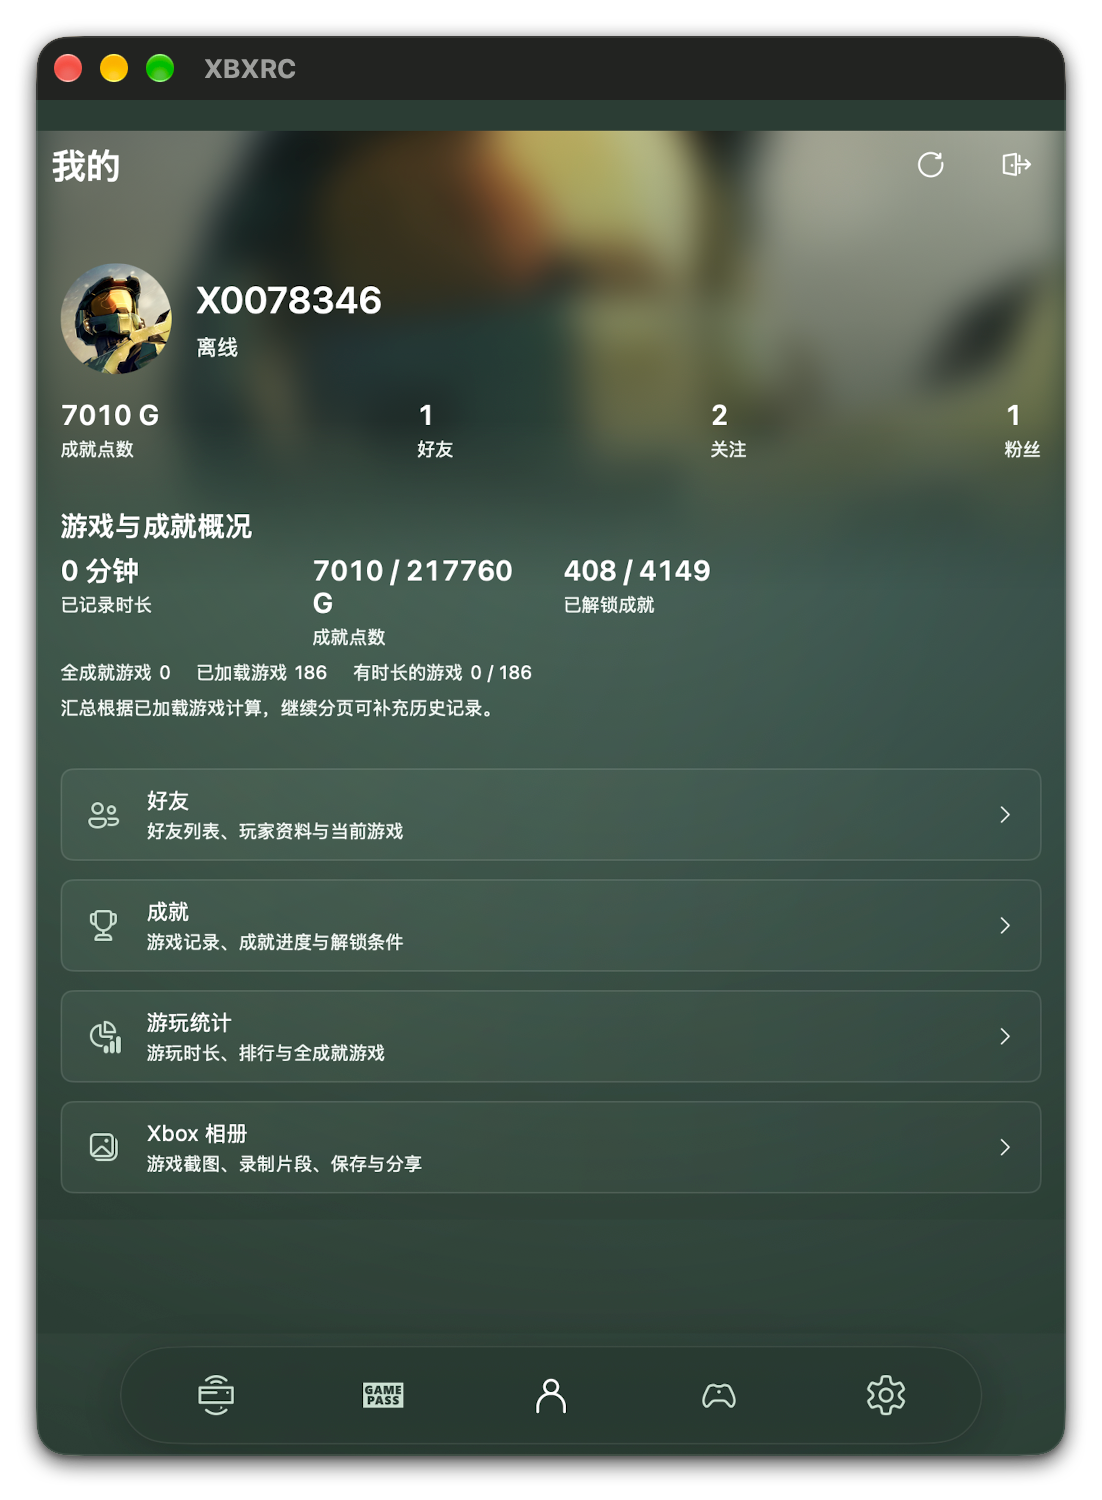 XBXRC
我的
X0078346
离线
7010 G
成就点数
1
好友
2
关注
1
粉丝
游戏与成就概况
0 分钟
已记录时长
7010 / 217760
G
成就点数
408 / 4149
已解锁成就
全成就游戏 0 已加载游戏 186 有时长的游戏 0 / 186
汇总根据已加载游戏计算，继续分页可补充历史记录。
好友
好友列表、玩家资料与当前游戏
成就
游戏记录、成就进度与解锁条件
游玩统计
游玩时长、排行与全成就游戏
Xbox 相册
游戏截图、录制片段、保存与分享
GAME
PASS